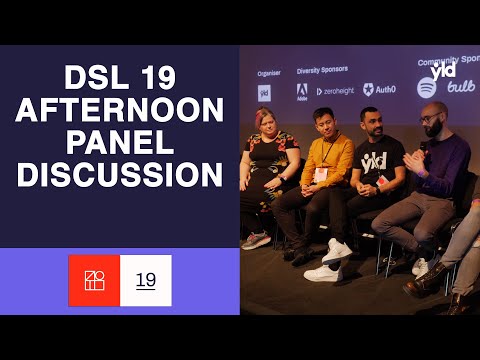 DSL 19
AFTERNOON
PANEL
DISCUSSION
19
Organiser
Diversity Sponsors
Community Spon
yld
Adobe
zeroheight
Auth0
bulb
yld
yld